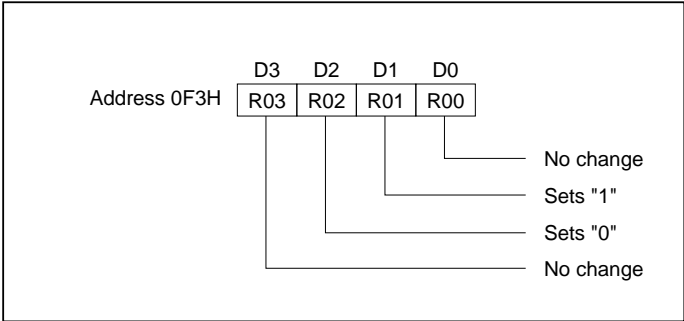 D3 D2 D1 D0
Address 0F3H R03 R02 R01 R00
No change
Sets "1"
Sets "0"
No change